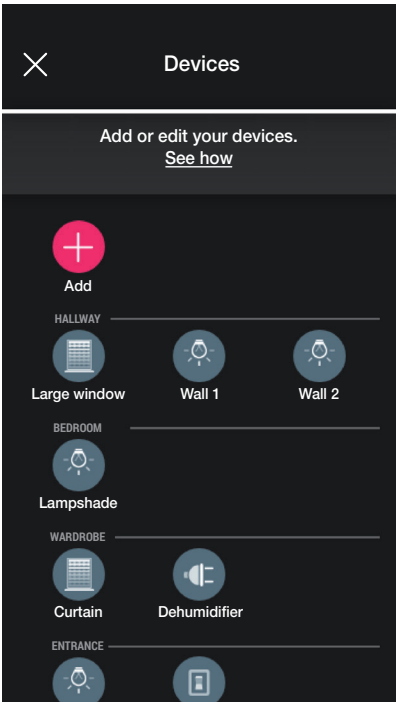 Devices
Add or edit your devices.
See how
Add
HALLWAY
Large window Wall 1 Wall 2
BEDROOM
Lampshade
WARDROBE
Curtain Dehumidifier
ENTRANCE